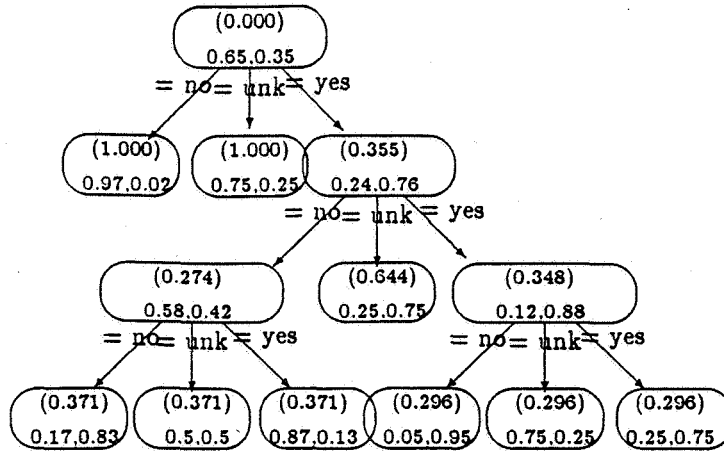 (0.000)
0.65,0.35
= no = unk = yes
(1.000) (1.000) (0.355)
0.97,0.02 0.75,0.25 0.24,0.76
= no = unk = yes
(0.274) (0.644) (0.348)
0.58,0.42 0.25,0.75 0.12,0.88
= no = unk = yes = no = unk = yes
(0.371) (0.371) (0.371) (0.296) (0.296) (0.296)
0.17,0.83 0.5,0.5 0.87,0.13 0.05,0.95 0.75,0.25 0.25,0.75